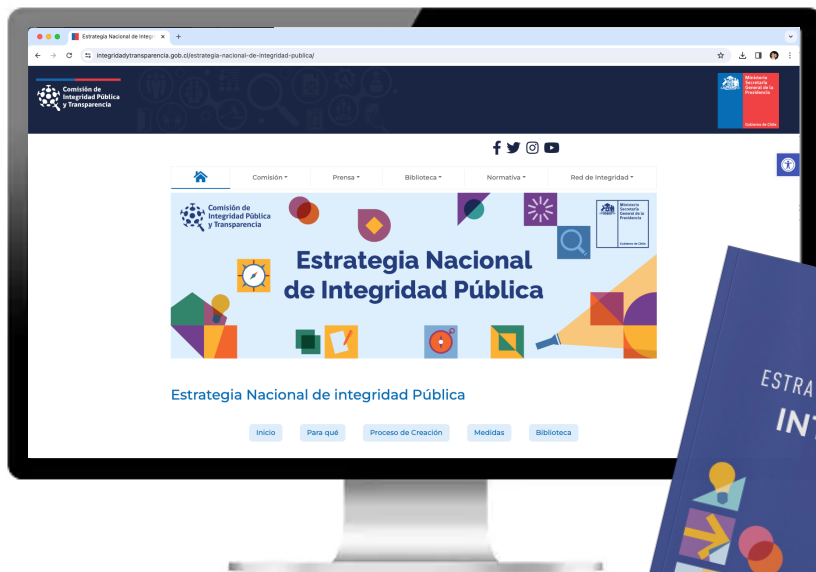 Estrategia Nacional de Integri
integridadytransparencia.gob.cl/estrategia-nacional-de-integridad-publica/
Comisión de
Integridad Pública
y Transparencia
Ministerio
Secretaría
General de la
Presidencia
Gobierno de Chile
Comisión
Prensa
Biblioteca
Normativa
Red de Integridad
Comisión de
Integridad Pública
y Transparencia
Ministerio
Secretaría
General de la
Presidencia
Gobierno de Chile
Estrategia Nacional
de Integridad Pública
Estrategia Nacional de integridad Pública
Inicio
Para qué
Proceso de Creación
Medidas
Biblioteca
ESTRA
INT